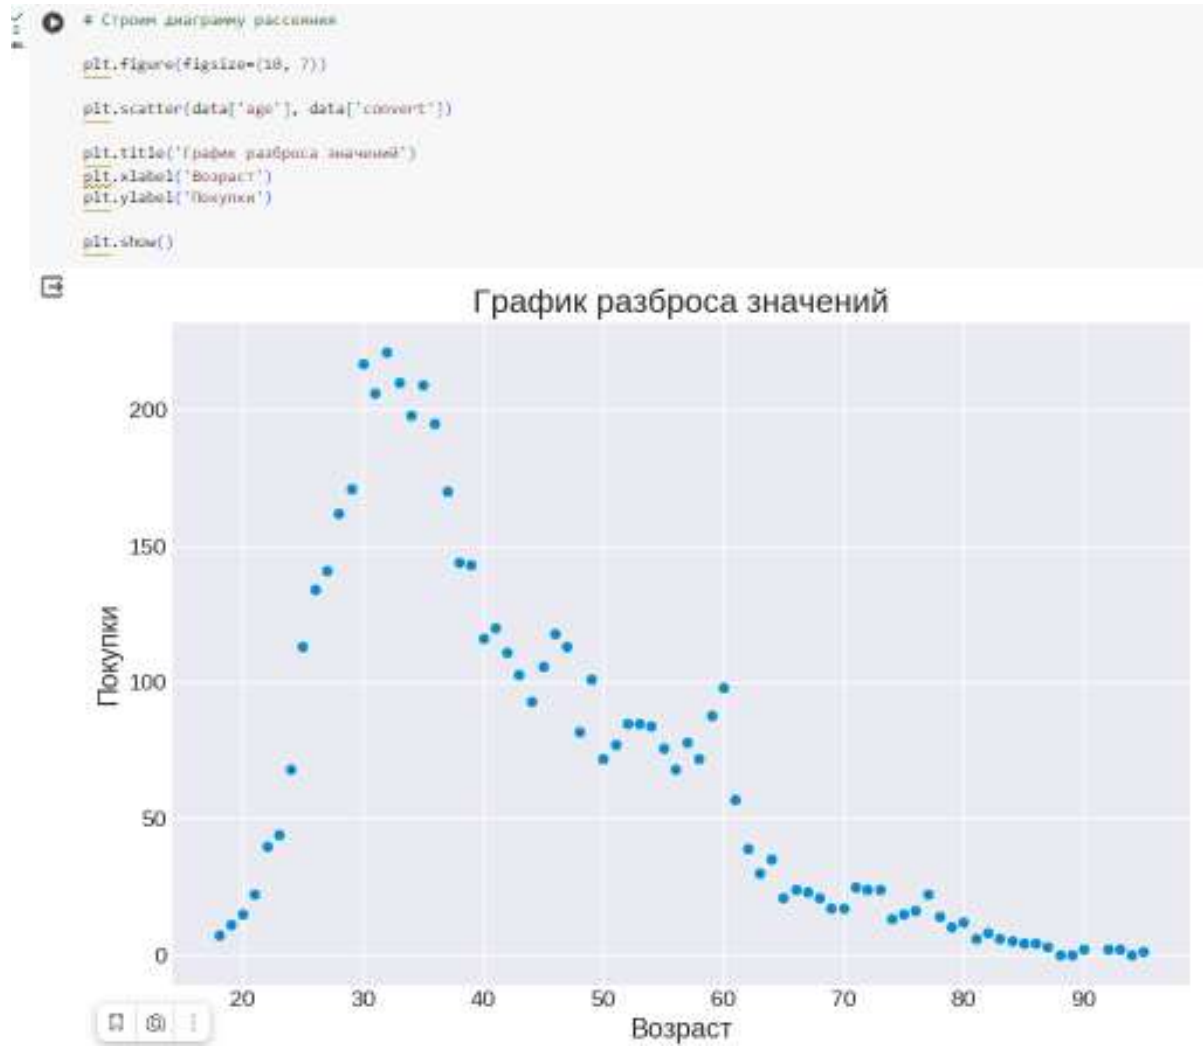 # Строим диаграмму рассеяния
plt.figure(figsize=(10, 7))
plt.scatter(data['age'], data['convert'])
plt.title('График разброса значений')
plt.xlabel('Возраст')
plt.ylabel('Покупки')
plt.show()
График разброса значений
200
150
100
50
0
Покупки
20 30 40 50 60 70 80 90
Возраст